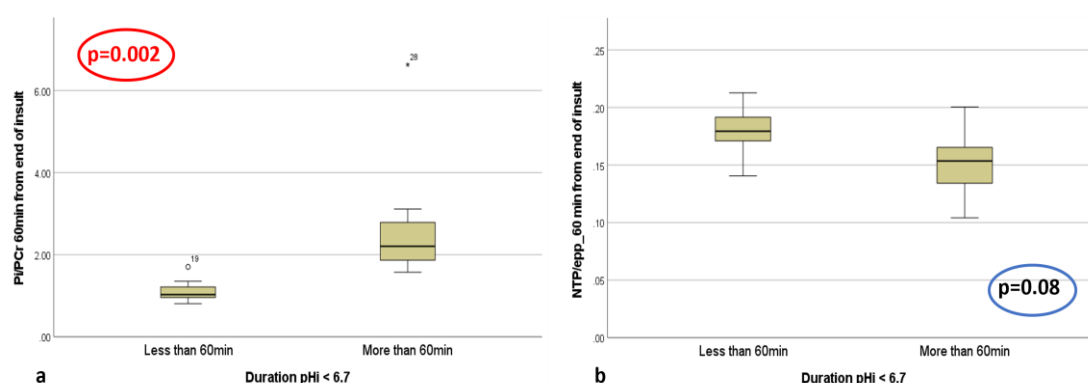 p=0.002
28
6.00
4.00
2.00
.00
19
Pi/PCr 60min from end of insult
Less than 60min More than 60min
Duration pHi < 6.7
a
.25
.20
.15
.10
.05
.00
NTP/epp_60 min from end of insult
p=0.08
Less than 60min More than 60min
Duration pHi < 6.7
b